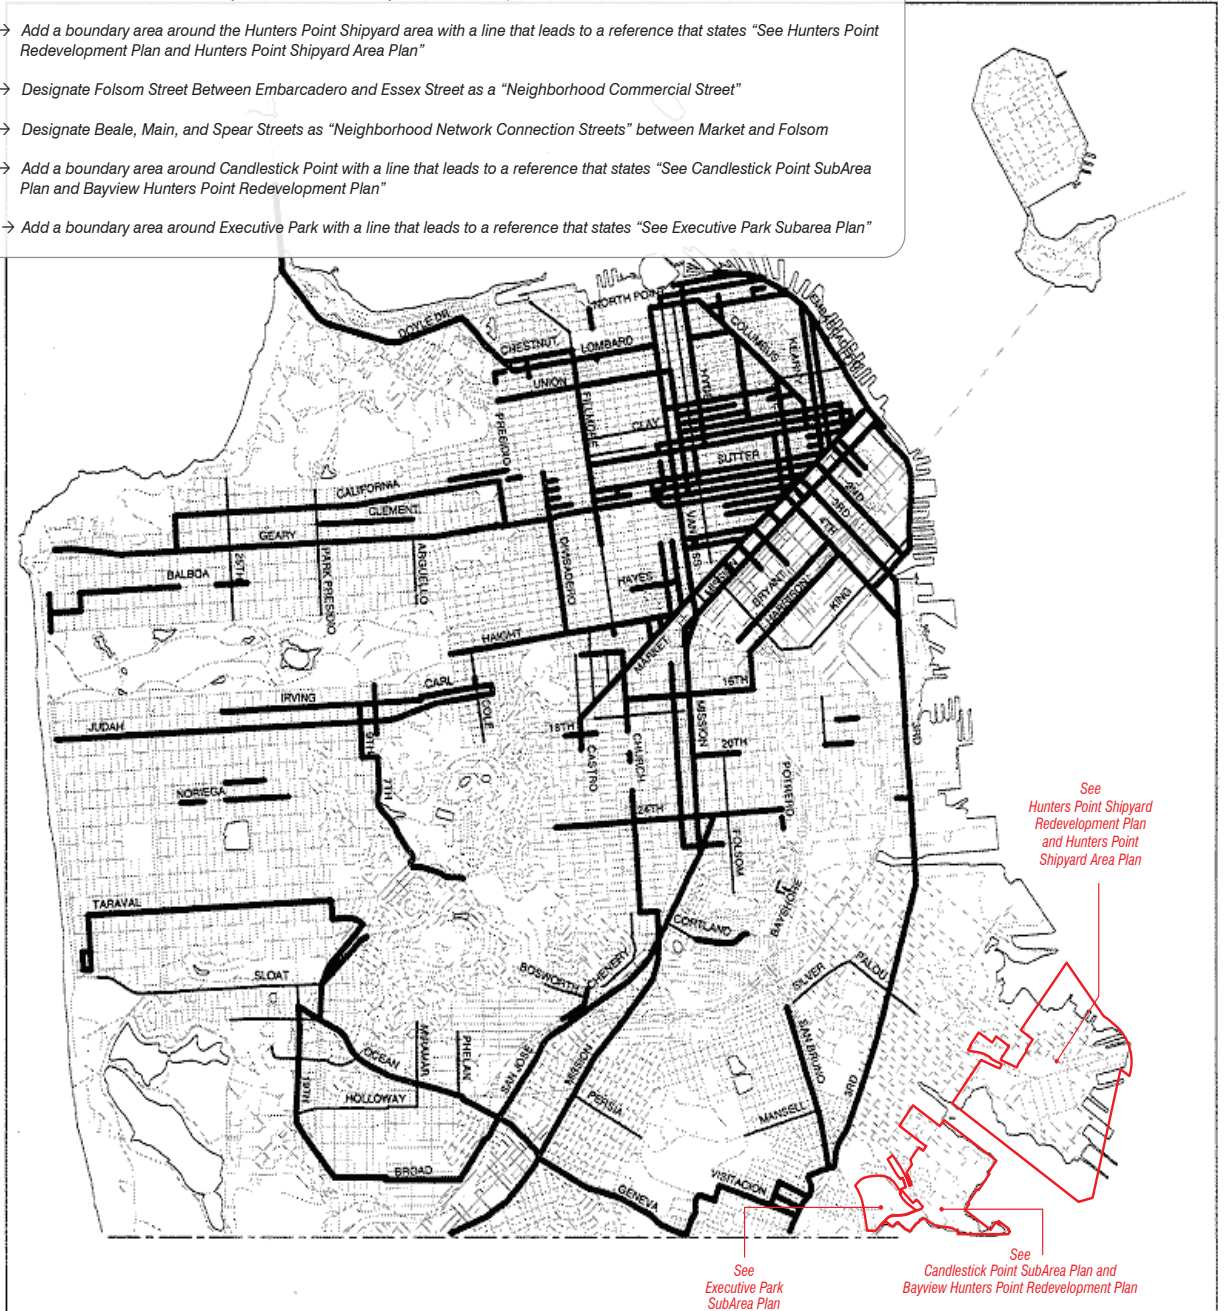 → Add a boundary area around the Hunters Point Shipyard area with a line that leads to a reference that states “See Hunters Point
Redevelopment Plan and Hunters Point Shipyard Area Plan”
→ Designate Folsom Street Between Embarcadero and Essex Street as a “Neighborhood Commercial Street”
→ Designate Beale, Main, and Spear Streets as “Neighborhood Network Connection Streets” between Market and Folsom
→ Add a boundary area around Candlestick Point with a line that leads to a reference that states “See Candlestick Point SubArea
Plan and Bayview Hunters Point Redevelopment Plan”
→ Add a boundary area around Executive Park with a line that leads to a reference that states “See Executive Park Subarea Plan”
NORTH POINT
DOYLE DR.
COLUMBUS
EMBARCADERO
CHESTNUT
LOMBARD
KEARNY
UNION
HYDE
FILLMORE
CLAY
PRESIDIO
SUTTER
CALIFORNIA
CLEMENT
2ND
3RD
4TH
GEARY
VAN NESS
25TH
PARK PRESIDIO
ARGUELLO
DIVISADERO
BALBOA
HAYES
MISSION
BRYANT
HARRISON
KING
HAIGHT
MARKET
16TH
CARL
IRVING
COLE
JUDAH
18TH
MISSION
3RD
9TH
CASTRO
CHURCH
20TH
7TH
POTRERO
NORIEGA
24TH
FOLSOM
See
Hunters Point Shipyard
Redevelopment Plan
and Hunters Point
Shipyard Area Plan
TARAVAL
BAYSHORE
CORTLAND
SLOAT
BOSWORTH
CHENERY
SILVER
PALOU
OCEAN
MIRAMAR
PHELAN
SAN JOSE
MISSION
SAN BRUNO
19TH
HOLLOWAY
PERSIA
MANSELL
3RD
BROAD
GENEVA
VISITACION
See
Executive Park
SubArea Plan
See
Candlestick Point SubArea Plan and
Bayview Hunters Point Redevelopment Plan